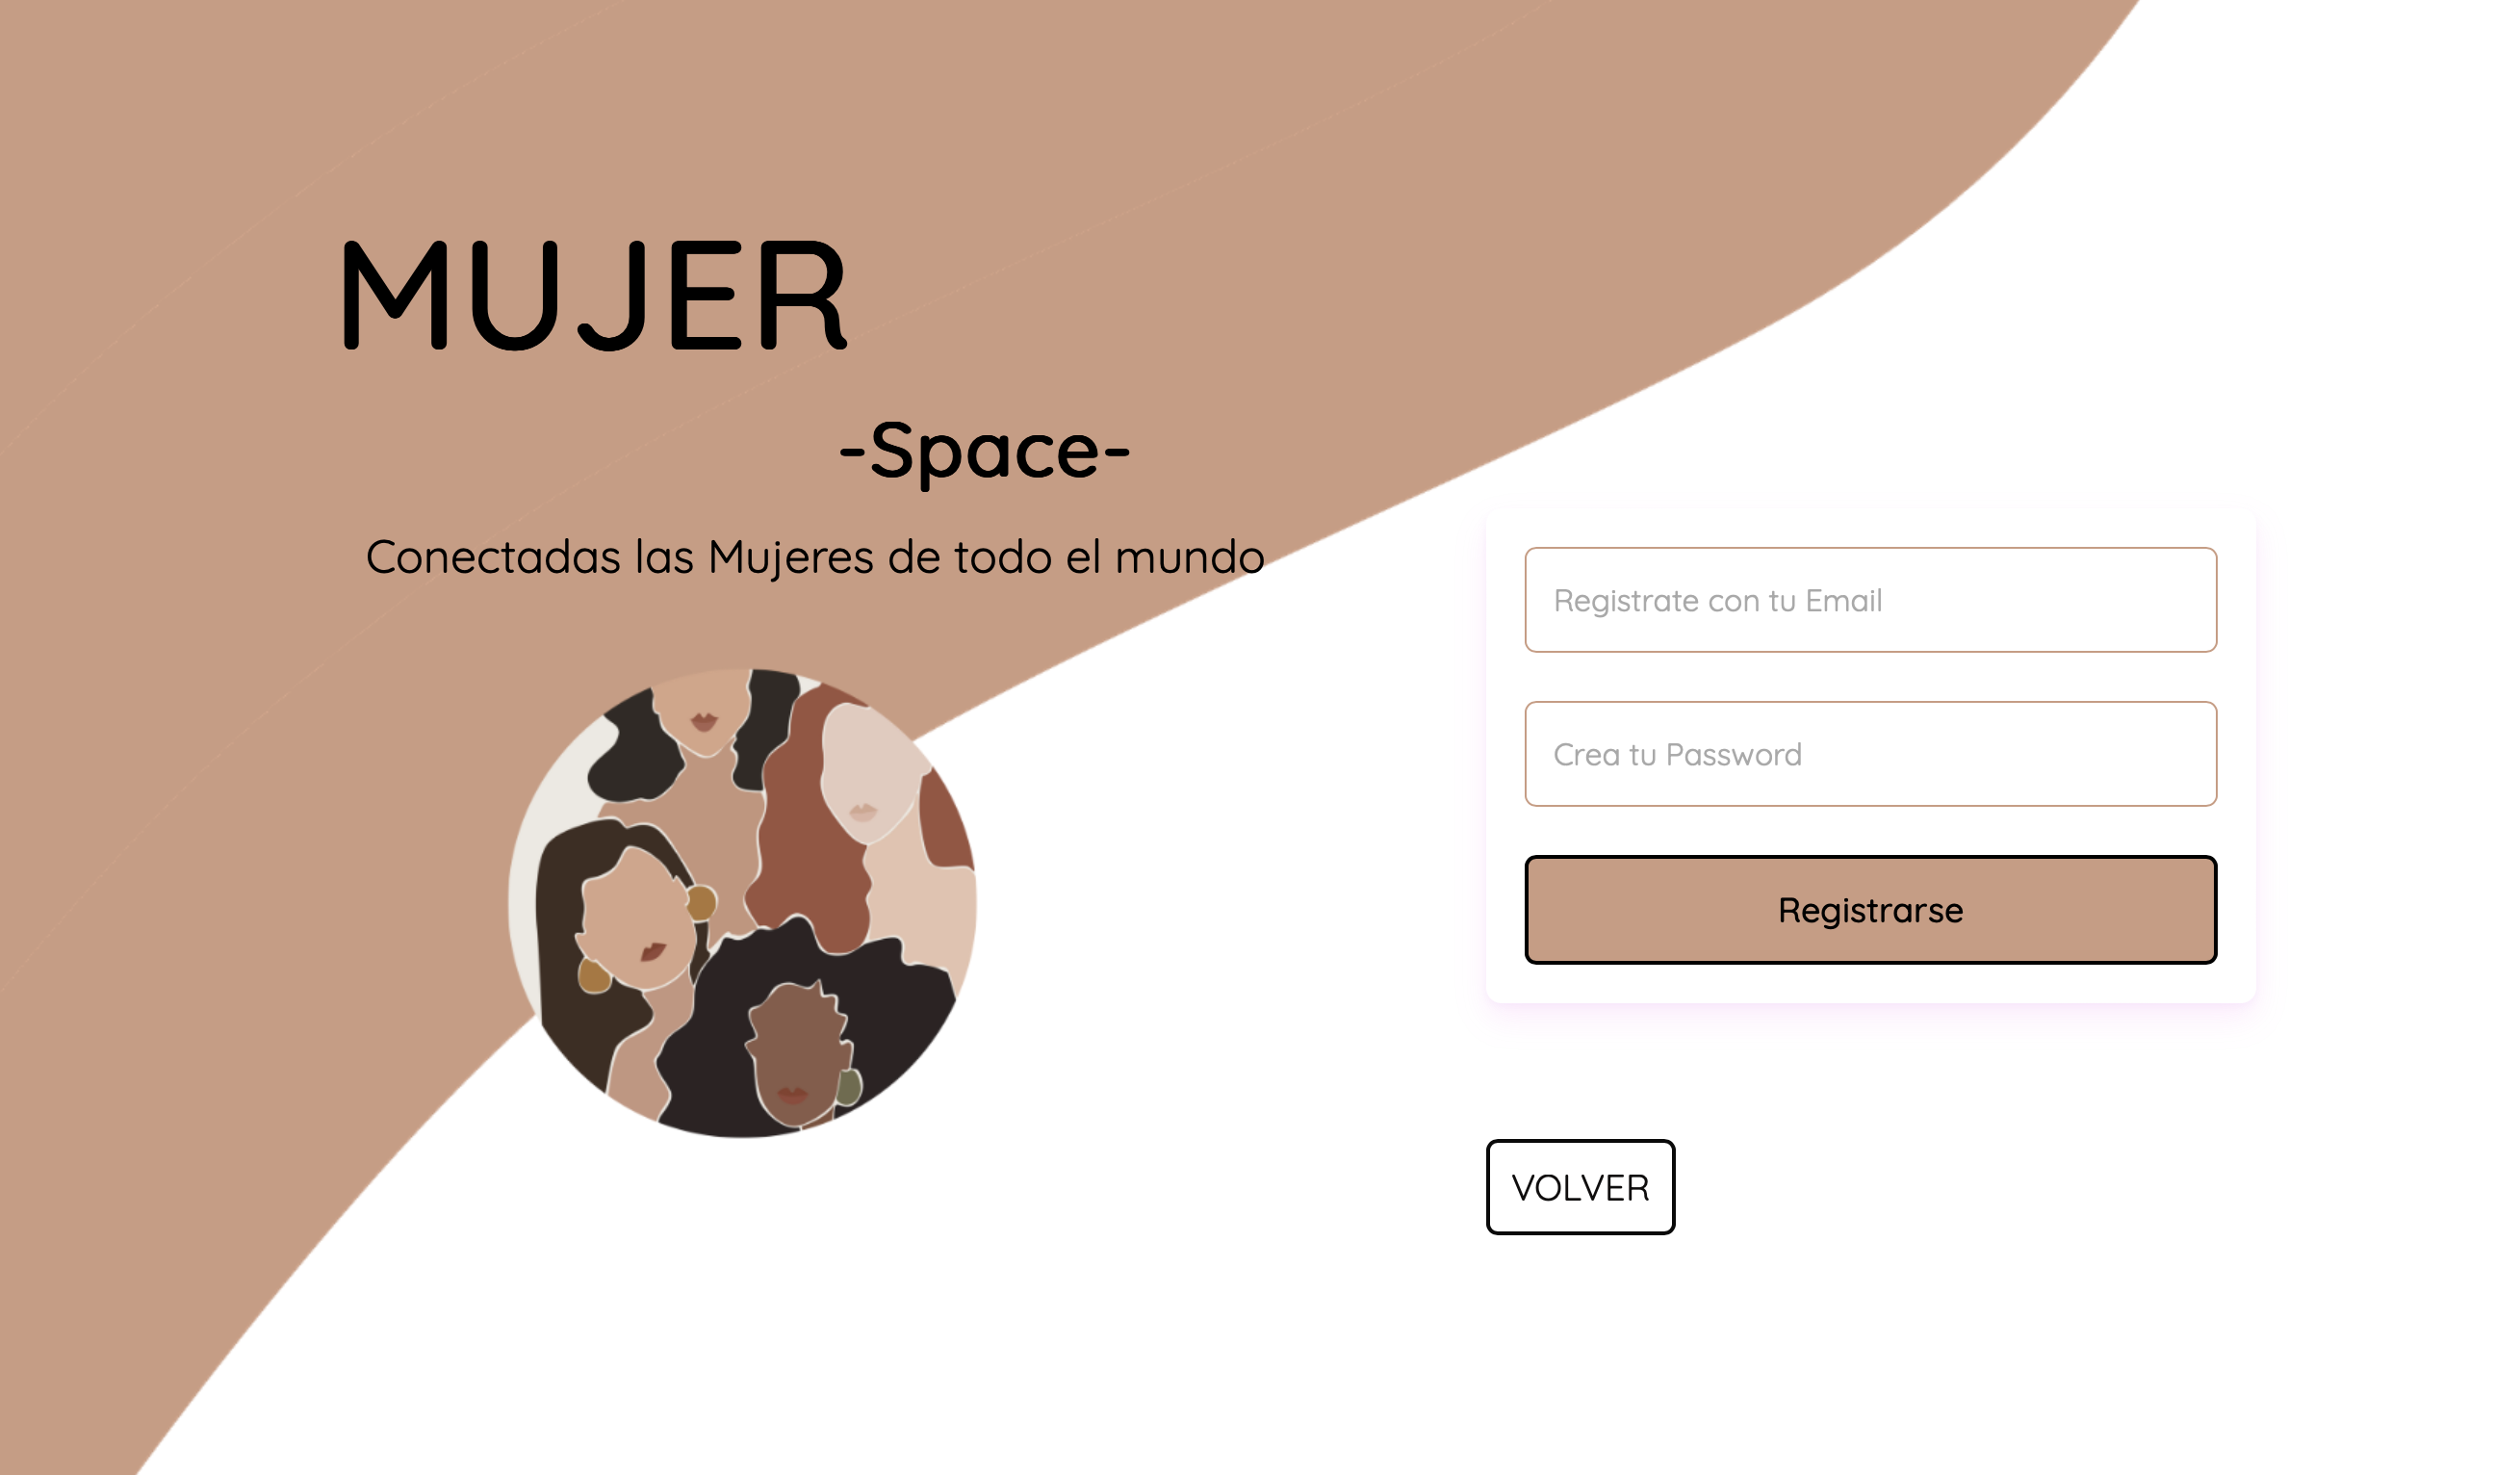 MUJER
-Space-
Conectadas las Mujeres de todo el mundo
Registrate con tu Email
Crea tu Password
Registrarse
VOLVER